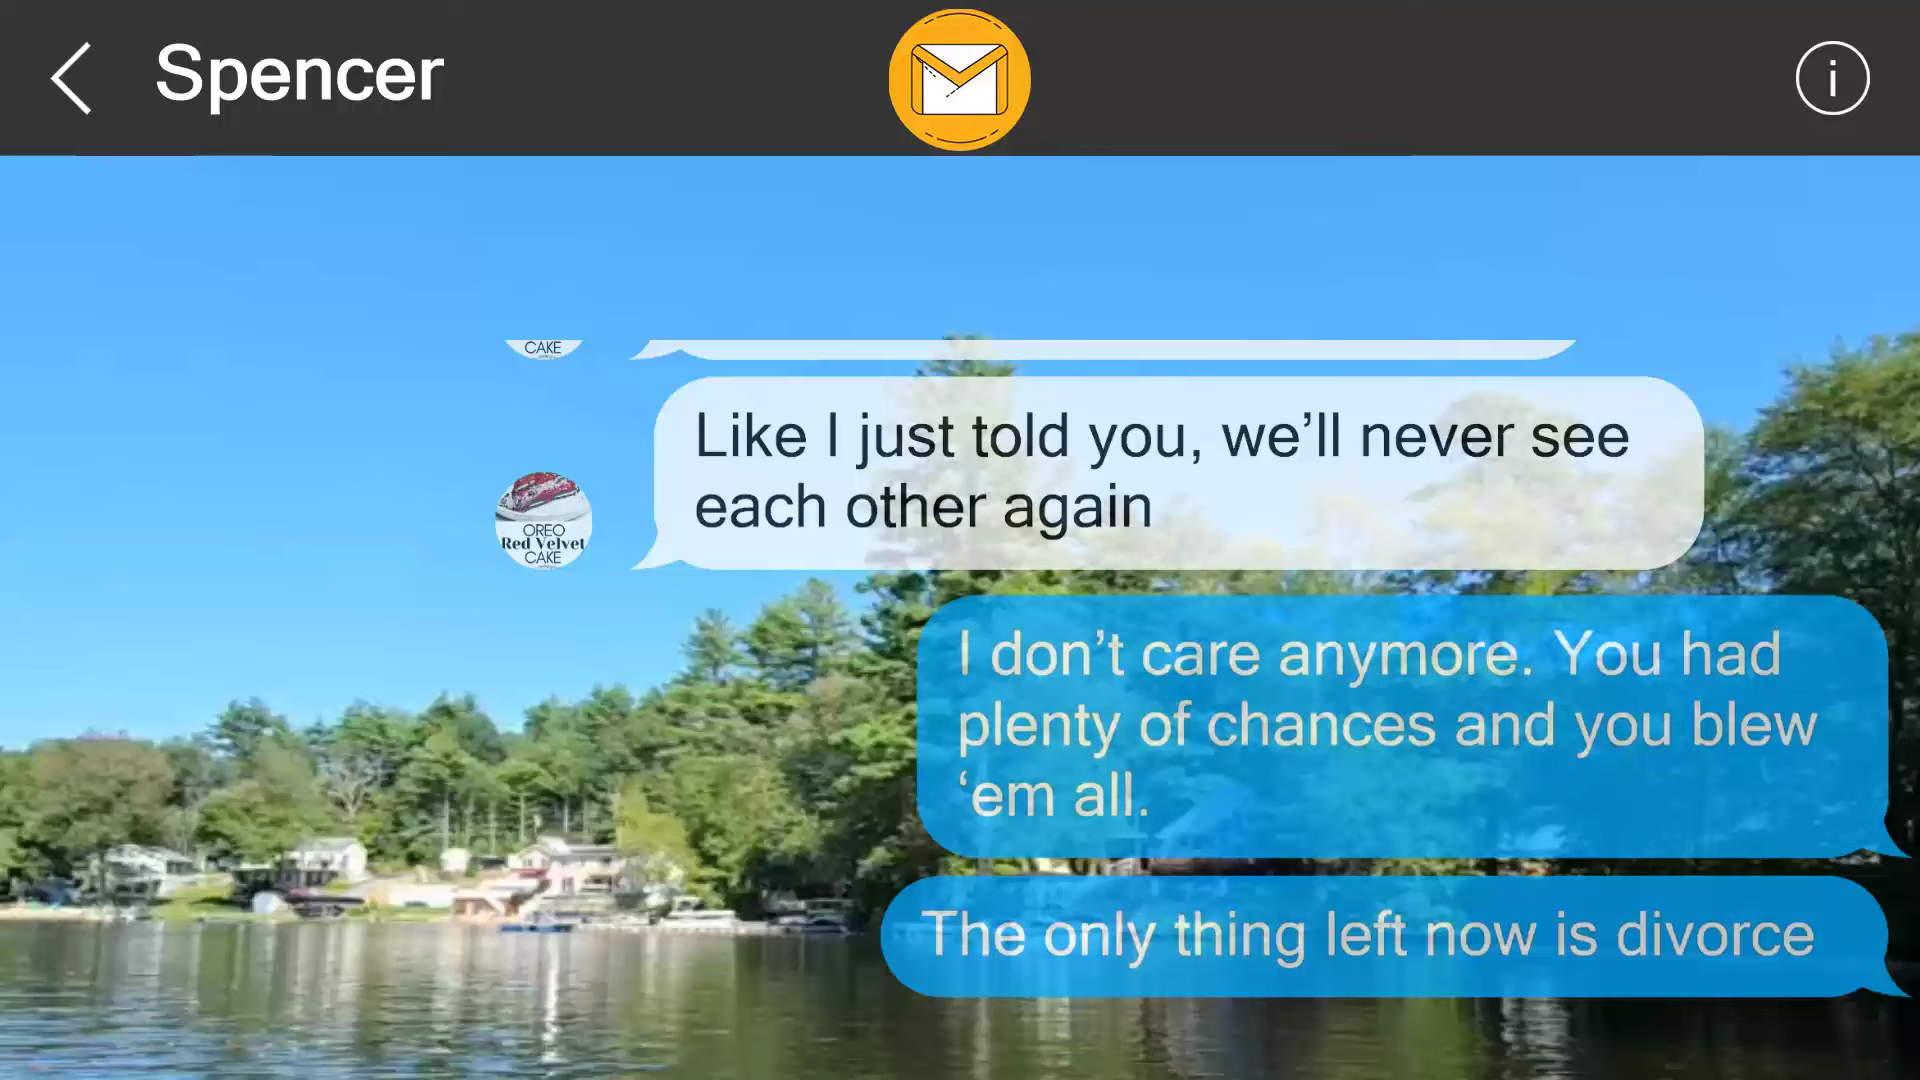 Spencer
i
CAKE
Like I just told you, we’ll never see
each other again
OREO
Red Velvet
CAKE
I don’t care anymore. You had
plenty of chances and you blew
‘em all.
The only thing left now is divorce